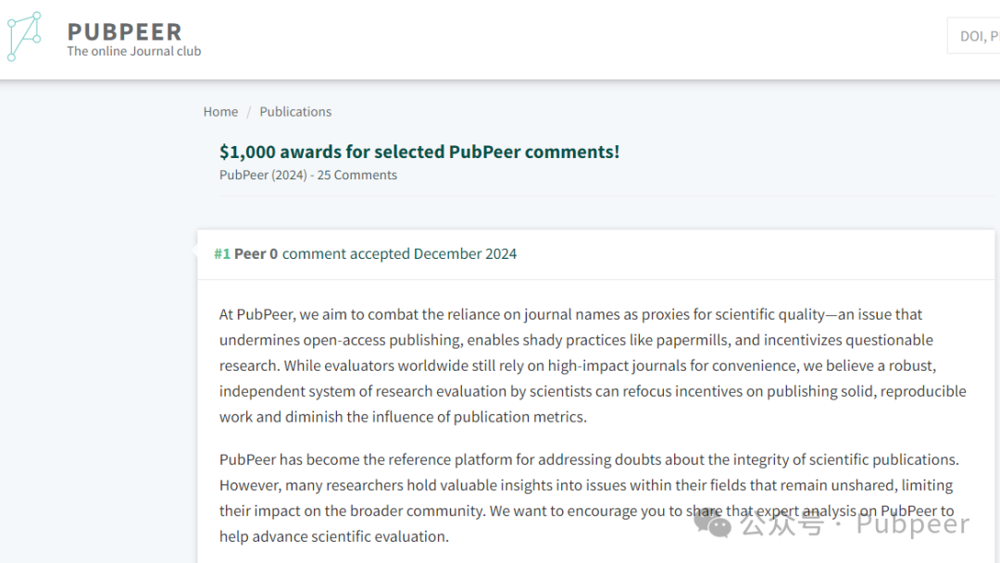 PUBPEER
The online Journal club
DOI, P
Home / Publications
$1,000 awards for selected PubPeer comments!
PubPeer (2024) - 25 Comments
#1 Peer 0 comment accepted December 2024
At PubPeer, we aim to combat the reliance on journal names as proxies for scientific quality—an issue that
undermines open-access publishing, enables shady practices like papermills, and incentivizes questionable
research. While evaluators worldwide still rely on high-impact journals for convenience, we believe a robust,
independent system of research evaluation by scientists can refocus incentives on publishing solid, reproducible
work and diminish the influence of publication metrics.
PubPeer has become the reference platform for addressing doubts about the integrity of scientific publications.
However, many researchers hold valuable insights into issues within their fields that remain unshared, limiting
their impact on the broader community. We want to encourage you to share that expert analysis on PubPeer to
help advance scientific evaluation.
公众号 · Pubpeer